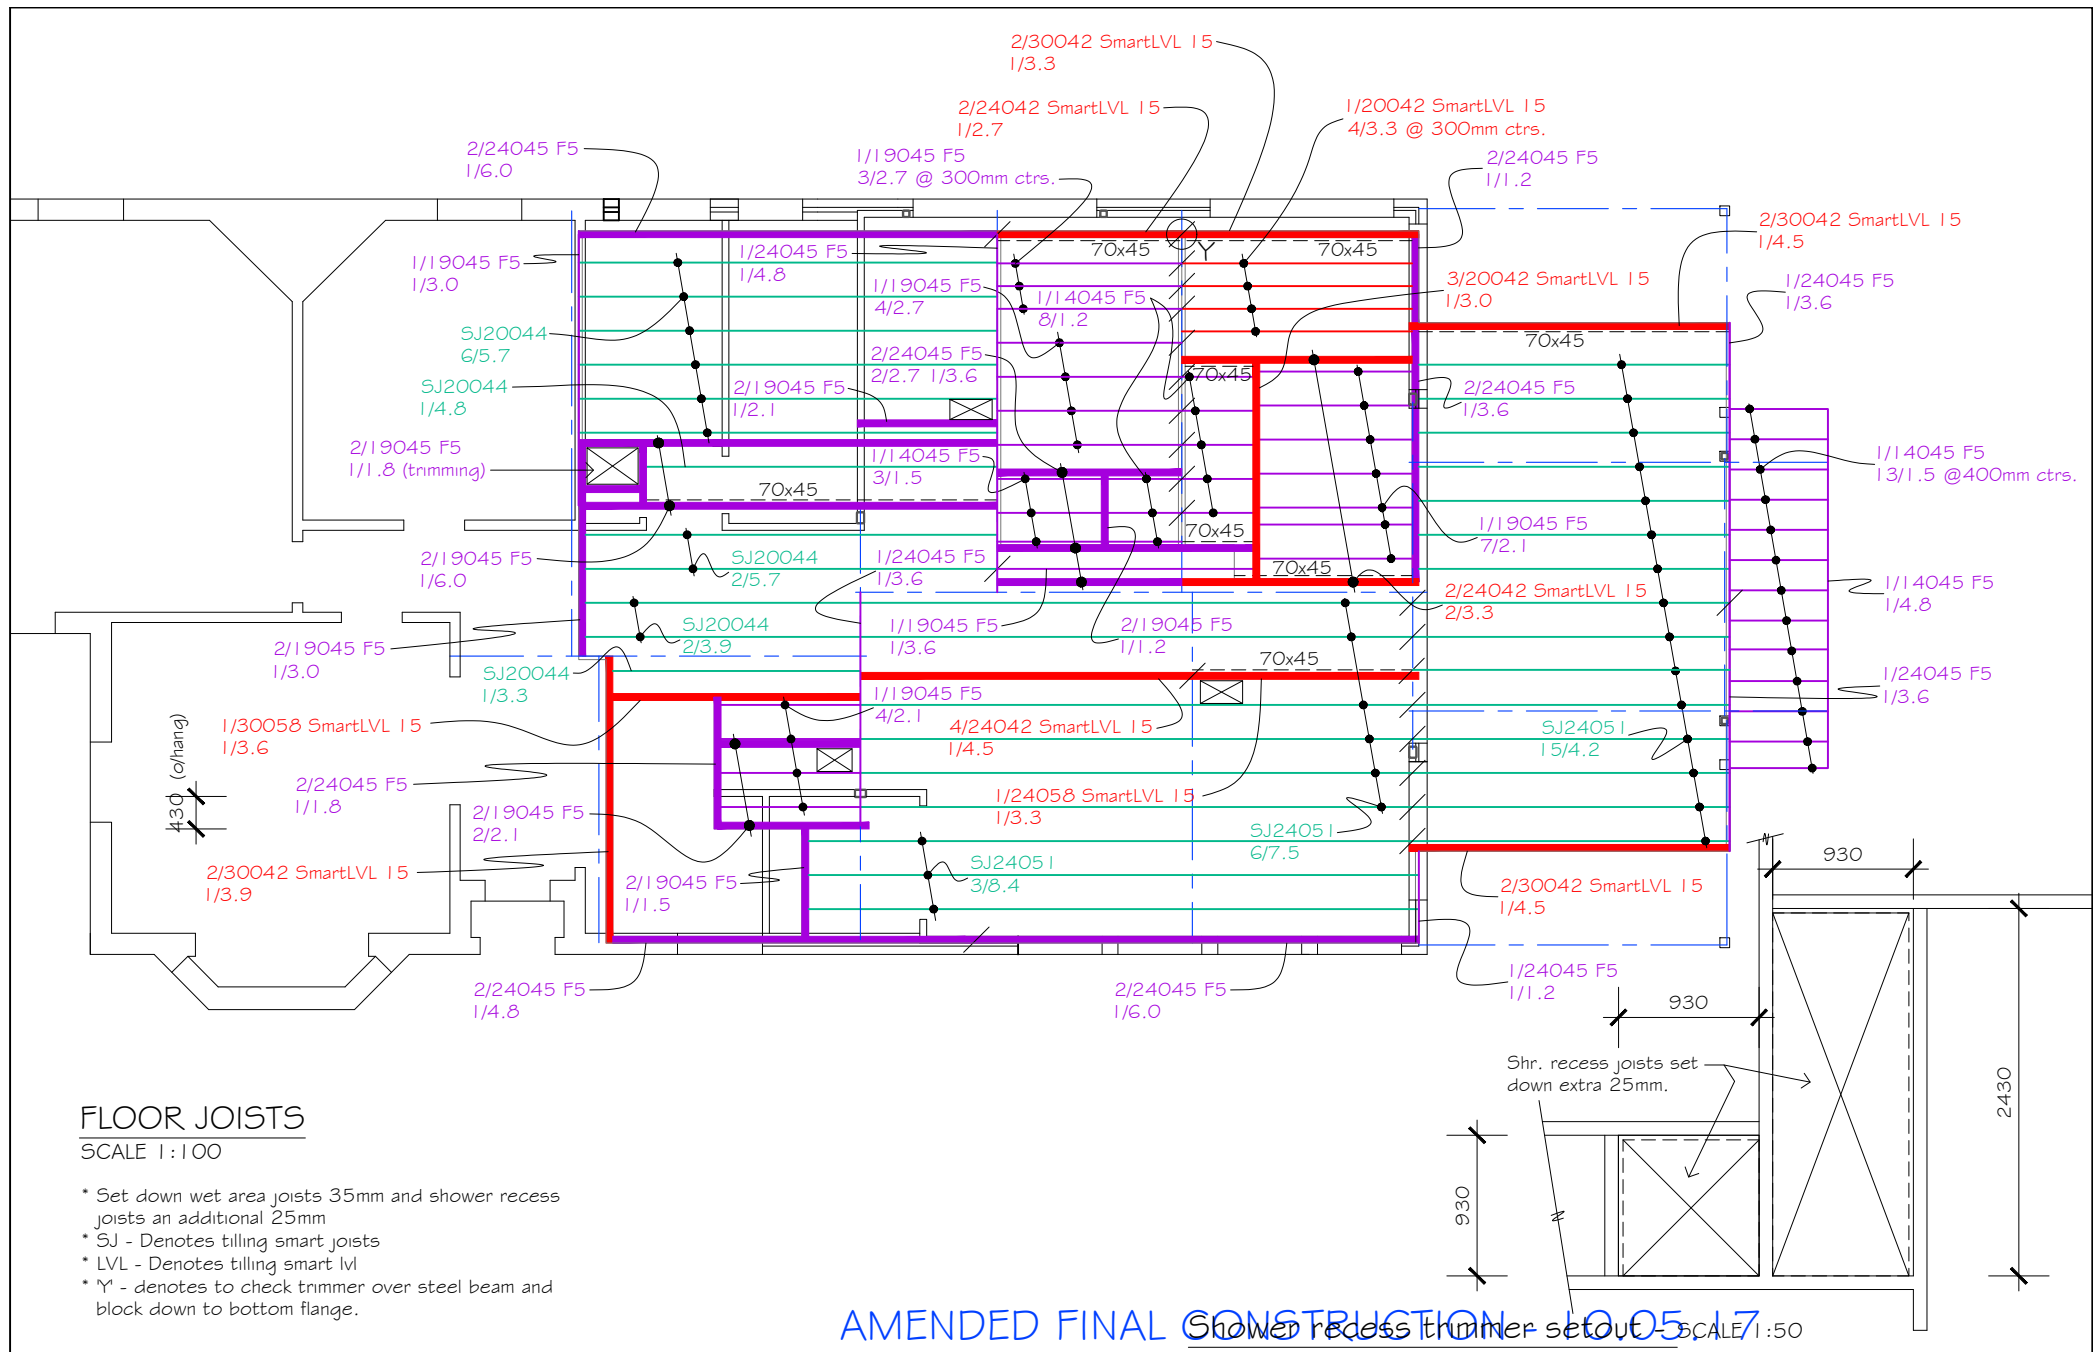 2/30042 SmartLVL 15
1/3.3
2/24042 SmartLVL 15
1/2.7
1/20042 SmartLVL 15
4/3.3 @ 300mm ctrs.
2/24045 F5
1/6.0
1/19045 F5
3/2.7 @ 300mm ctrs.
2/24045 F5
1/1.2
2/30042 SmartLVL 15
1/4.5
1/19045 F5
1/3.0
1/24045 F5
1/4.8
70x45
Y
70x45
3/20042 SmartLVL 15
1/3.0
1/24045 F5
1/3.6
1/19045 F5
4/2.7
1/14045 F5
8/1.2
SJ20044
6/5.7
70x45
2/24045 F5
2/2.7 1/3.6
70x45
SJ20044
1/4.8
2/19045 F5
1/2.1
2/24045 F5
1/3.6
2/19045 F5
1/1.8 (trimming)
1/14045 F5
3/1.5
1/14045 F5
13/1.5 @400mm ctrs.
70x45
70x45
1/19045 F5
7/2.1
2/19045 F5
1/6.0
SJ20044
2/5.7
1/24045 F5
1/3.6
70x45
2/24042 SmartLVL 15
2/3.3
1/14045 F5
1/4.8
2/19045 F5
1/3.0
SJ20044
2/3.9
1/19045 F5
1/3.6
2/19045 F5
1/1.2
SJ20044
1/3.3
70x45
1/24045 F5
1/3.6
1/30058 SmartLVL 15
1/3.6
1/19045 F5
4/2.1
4/24042 SmartLVL 15
1/4.5
SJ24051
15/4.2
430 (o/hang)
2/24045 F5
1/1.8
1/24058 SmartLVL 15
1/3.3
2/19045 F5
2/2.1
SJ24051
6/7.5
2/30042 SmartLVL 15
1/3.9
2/19045 F5
1/1.5
SJ24051
3/8.4
2/30042 SmartLVL 15
1/4.5
930
2/24045 F5
1/4.8
2/24045 F5
1/6.0
1/24045 F5
1/1.2
930
Shr. recess joists set
down extra 25mm.
2430
930
N
N
FLOOR JOISTS
SCALE 1:100
* Set down wet area joists 35mm and shower recess
joists an additional 25mm
* SJ - Denotes tilling smart joists
* LVL - Denotes tilling smart lvl
* 'Y' - denotes to check trimmer over steel beam and
block down to bottom flange.
AMENDED FINAL CONSTRUCTION - 10.05.17
Shower recess trimmer setout - SCALE 1:50